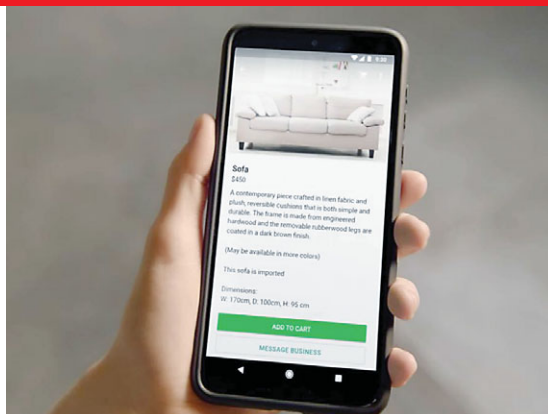 5:30
Sofa
$450
A contemporary piece crafted in linen fabric and
plush, reversible cushions that is both simple and
durable. The frame is made from engineered
hardwood and the removable rubberwood legs are
coated in a dark brown finish.
(May be available in more colors)
This sofa is imported
Dimensions:
W: 170cm, D: 100cm, H: 95 cm
ADD TO CART
MESSAGE BUSINESS